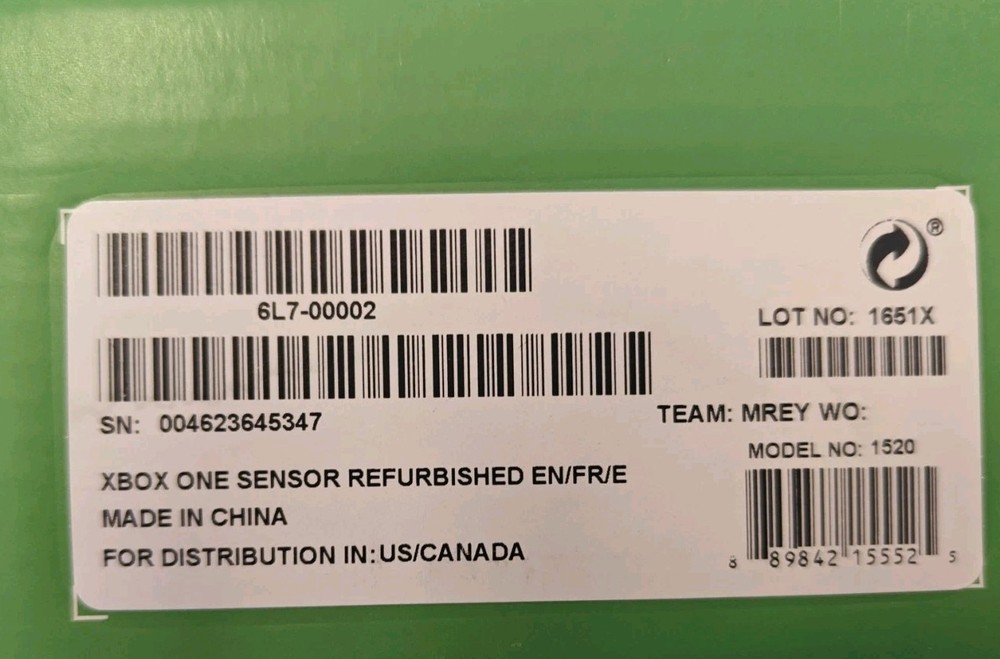 6L7-00002
SN: 004623645347
XBOX ONE SENSOR REFURBISHED EN/FR/E
MADE IN CHINA
FOR DISTRIBUTION IN:US/CANADA
®
LOT NO: 1651X
TEAM: MREY WO:
MODEL NO: 1520
8 89842 15552 5